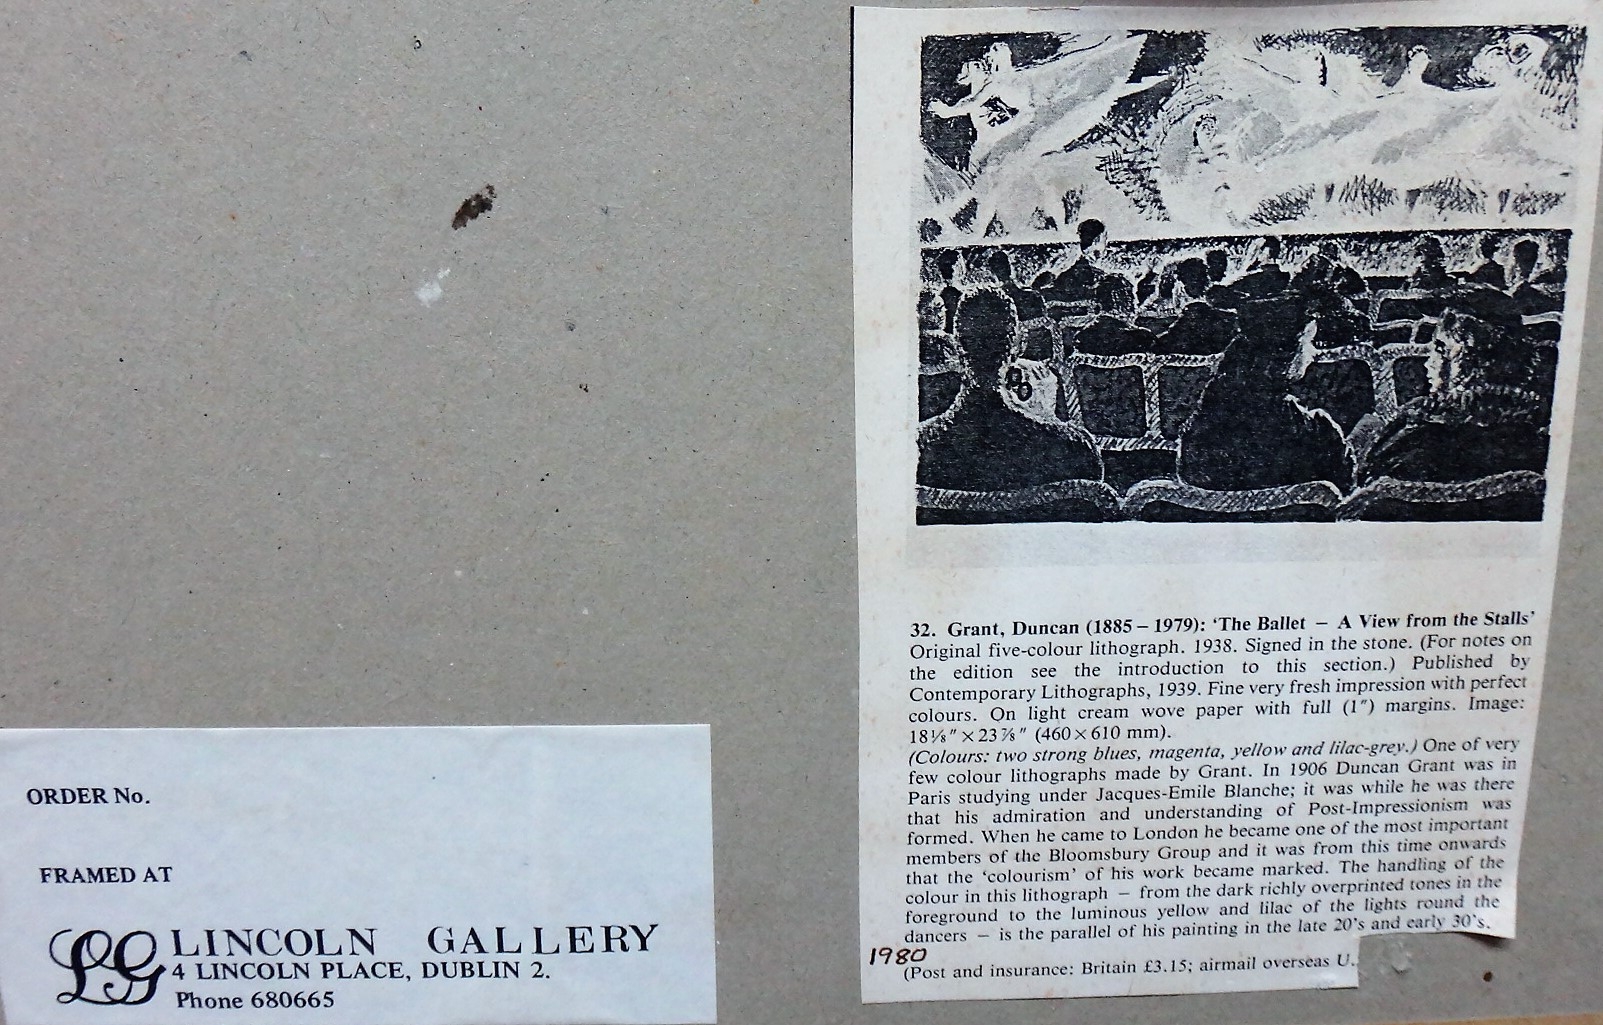 32. Grant, Duncan (1885–1979): ‘The Ballet – A View from the Stalls’
Original five-colour lithograph. 1938. Signed in the stone. (For notes on
the edition see the introduction to this section.) Published by
Contemporary Lithographs, 1939. Fine very fresh impression with perfect
colours. On light cream wove paper with full (1″) margins. Image:
18⅛″ × 23⅞″ (460 × 610 mm).
(Colours: two strong blues, magenta, yellow and lilac-grey.) One of very
few colour lithographs made by Grant. In 1906 Duncan Grant was in
Paris studying under Jacques-Emile Blanche; it was while he was there
that his admiration and understanding of Post-Impressionism was
formed. When he came to London he became one of the most important
members of the Bloomsbury Group and it was from this time onwards
that the ‘colourism’ of his work became marked. The handling of the
colour in this lithograph – from the dark richly overprinted tones in the
foreground to the luminous yellow and lilac of the lights round the
dancers – is the parallel of his painting in the late 20’s and early 30’s.
1980
(Post and insurance: Britain £3.15; airmail overseas U.
ORDER No.
FRAMED AT
LG LINCOLN GALLERY
4 LINCOLN PLACE, DUBLIN 2.
Phone 680665